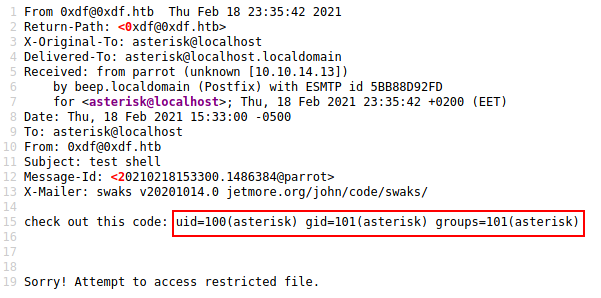 1 From 0xdf@0xdf.htb  Thu Feb 18 23:35:42 2021
2 Return-Path: <0xdf@0xdf.htb>
3 X-Original-To: asterisk@localhost
4 Delivered-To: asterisk@localhost.localdomain
5 Received: from parrot (unknown [10.10.14.13])
6     by beep.localdomain (Postfix) with ESMTP id 5BB88D92FD
7     for <asterisk@localhost>; Thu, 18 Feb 2021 23:35:42 +0200 (EET)
8 Date: Thu, 18 Feb 2021 15:33:00 -0500
9 To: asterisk@localhost
10 From: 0xdf@0xdf.htb
11 Subject: test shell
12 Message-Id: <20210218153300.1486384@parrot>
13 X-Mailer: swaks v20201014.0 jetmore.org/john/code/swaks/
14
15 check out this code: uid=100(asterisk) gid=101(asterisk) groups=101(asterisk)
16
17
18
19 Sorry! Attempt to access restricted file.